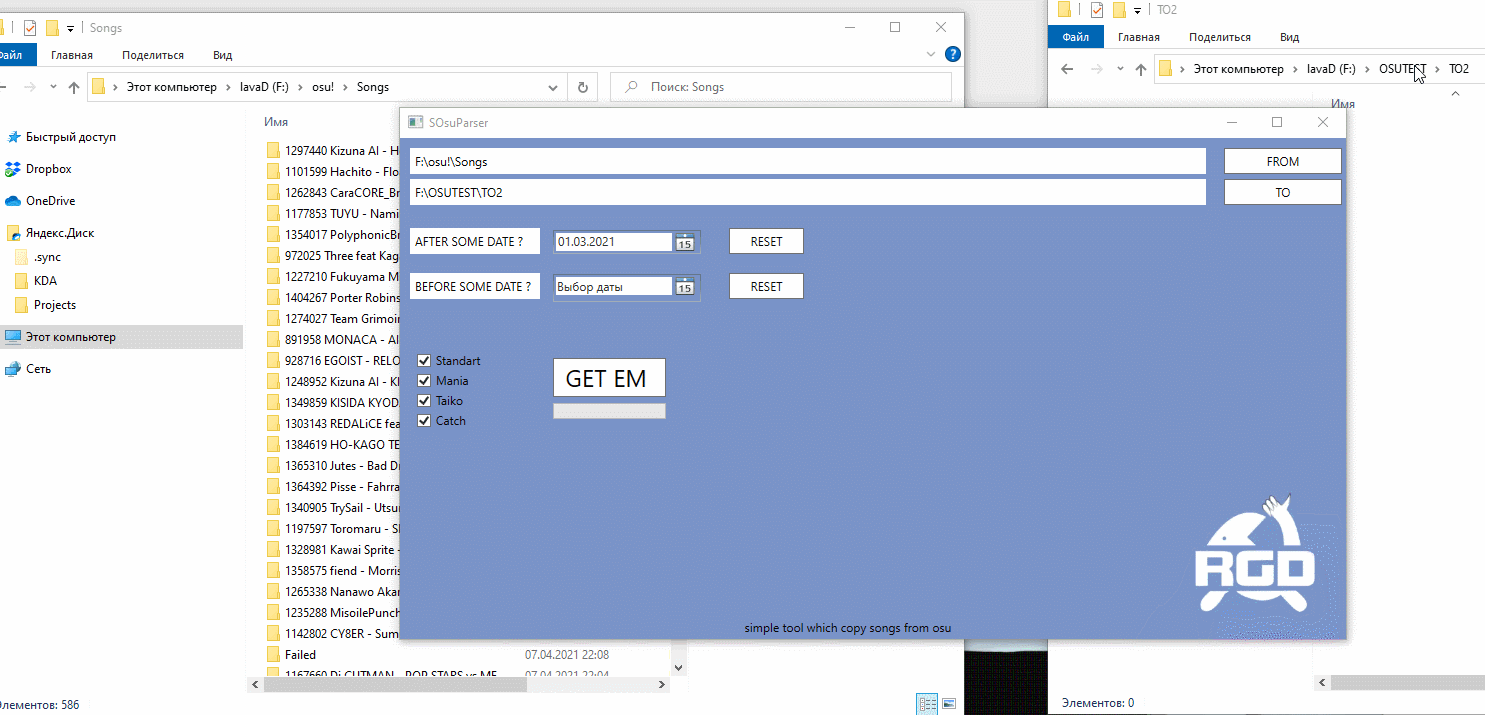 Songs
айл
Главная
Поделиться
Вид
Этот компьютер
lavaD (F:)
osu!
Songs
Поиск: Songs
Быстрый доступ
Dropbox
OneDrive
Яндекс.Диск
.sync
KDA
Projects
Этот компьютер
Сеть
Имя
1297440 Kizuna AI - H
1101599 Hachito - Flo
1262843 CaraCORE_Br
1177853 TUYU - Nami
1354017 PolyphonicBr
972025 Three feat Kag
1227210 Fukuyama M
1404267 Porter Robins
1274027 Team Grimoir
891958 MONACA - Al
928716 EGOIST - RELO
1248952 Kizuna AI - Kl
1349859 KISIDA KYOD
1303143 REDALiCE fea
1384619 HO-KAGO TE
1365310 Jutes - Bad D
1364392 Pisse - Fahrra
1340905 TrySail - Utsu
1197597 Toromaru - S
1328981 Kawai Sprite -
1358575 fiend - Morris
1265338 Nanawo Akar
1235288 MisoilePunch
1142802 CY8ER - Sum
Failed 07.04.2021 22:08
1167660 Di CUTMAN - POP STARS vs ME 07.04.2021 22:04
Элементов: 586
SOsuParser
F:\osu!\Songs
FROM
F:\OSUTEST\TO2
TO
AFTER SOME DATE ?
01.03.2021
15
RESET
BEFORE SOME DATE ?
Выбор даты
15
RESET
Standart
Mania
Taiko
Catch
GET EM
RGD
simple tool which copy songs from osu
TO2
Файл
Главная
Поделиться
Вид
Этот компьютер
lavaD (F:)
OSUTEST
TO2
Имя
Элементов: 0